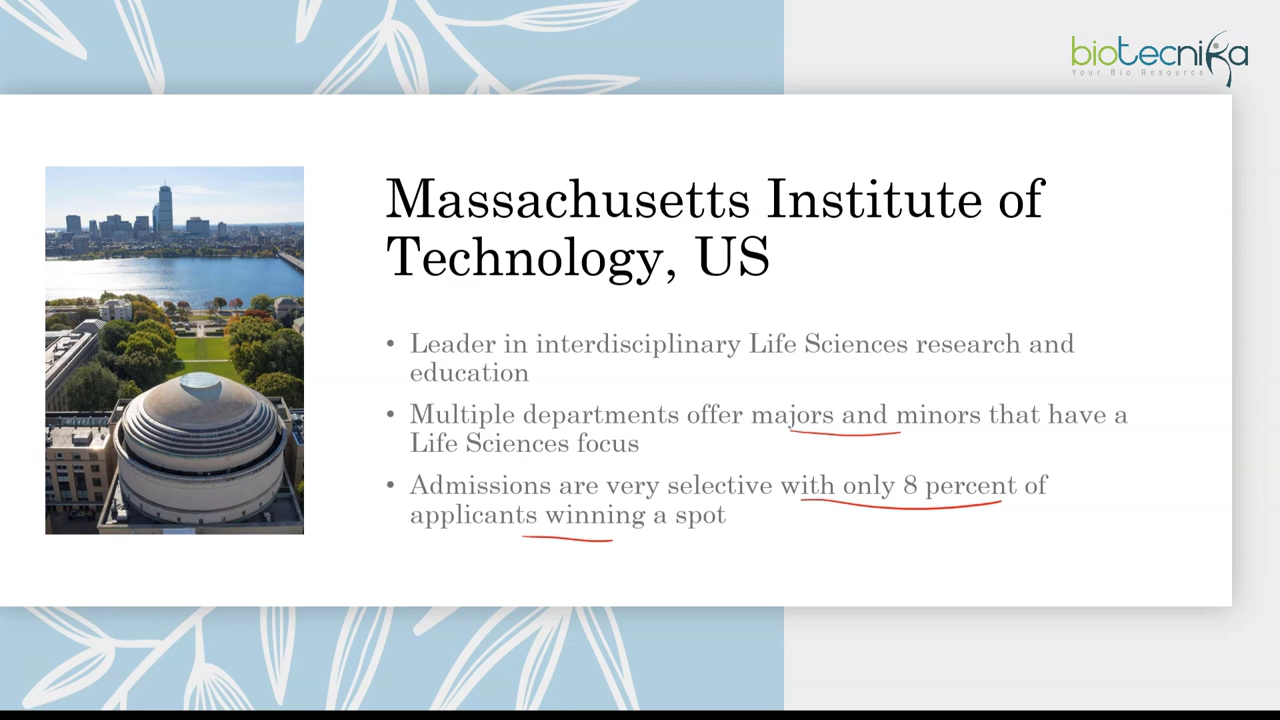 biotecnika
Your Bio Resource
Massachusetts Institute of
Technology, US
• Leader in interdisciplinary Life Sciences research and
education
• Multiple departments offer majors and minors that have a
Life Sciences focus
• Admissions are very selective with only 8 percent of
applicants winning a spot